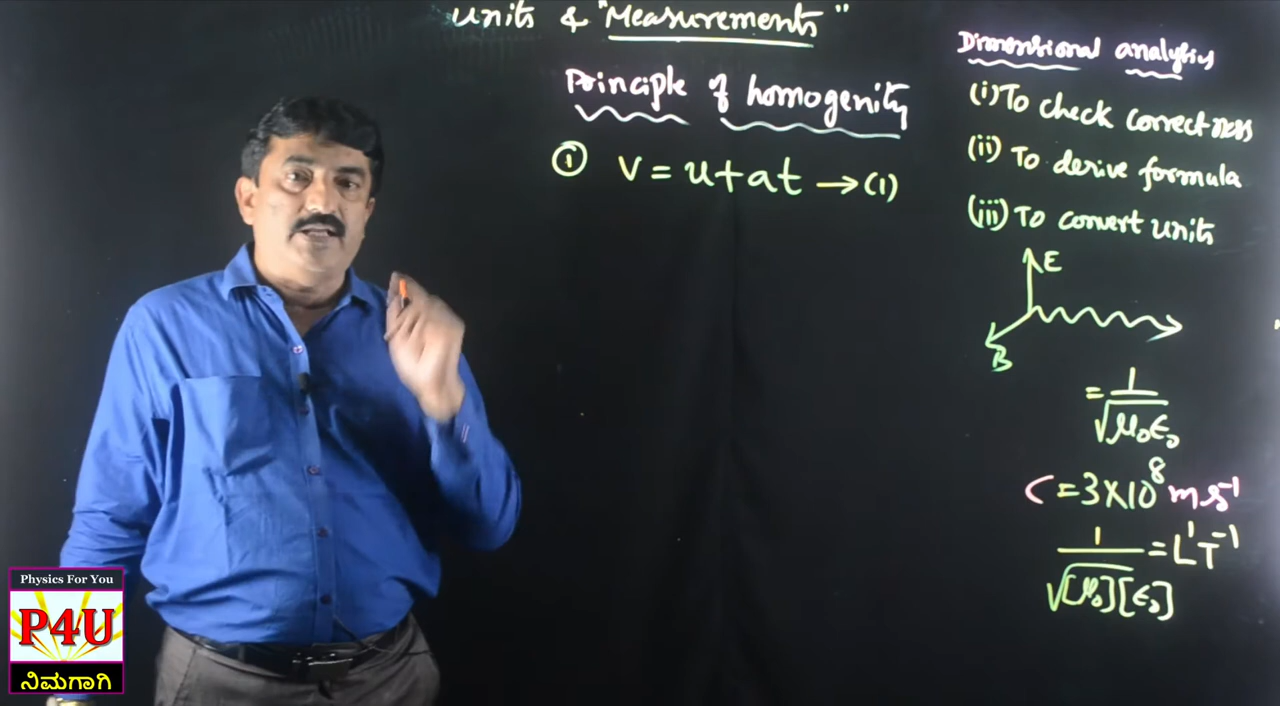 Units & "Measurements"
Principle of homogenity
① v = u + at → (1)
Dimensional analysis
(i) To check correctness
(ii) To derive formula
(iii) To convert units
E
B
= 1/√μ₀ε₀
C = 3×10⁸ m s⁻¹
1/√[μ₀][ε₀] = L¹T⁻¹
Physics For You
P4U
ನಿಮಗಾಗಿ